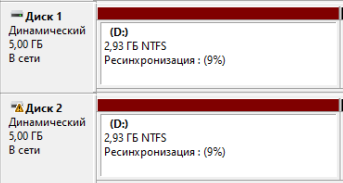 Диск 1
Динамический
5,00 ГБ
В сети
(D:)
2,93 ГБ NTFS
Ресинхронизация : (9%)
Диск 2
Динамический
5,00 ГБ
В сети
(D:)
2,93 ГБ NTFS
Ресинхронизация : (9%)